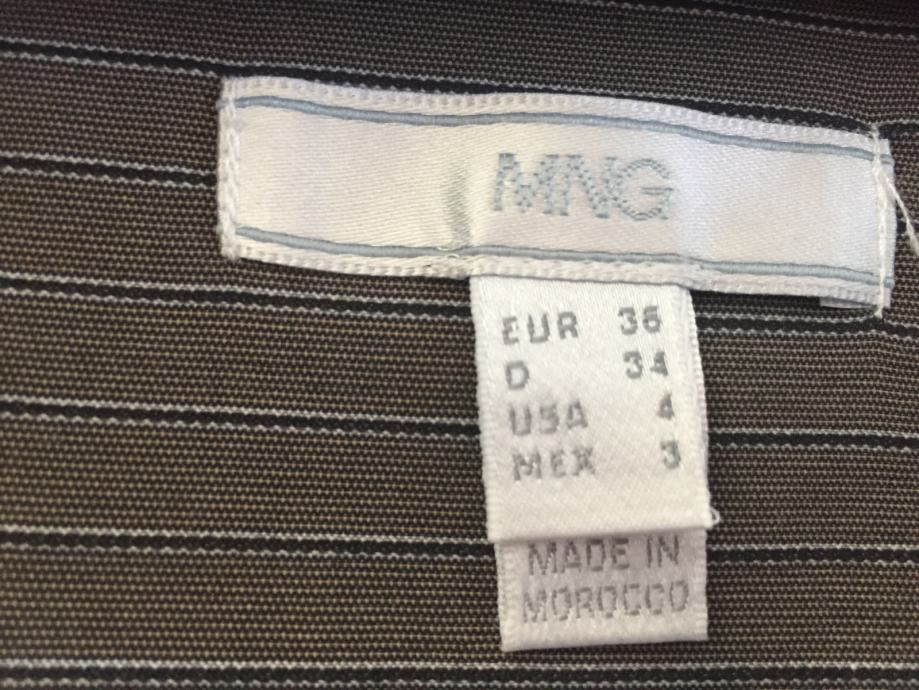 MNG
EUR 36
D 34
USA 4
MEX 3
MADE IN
MOROCCO